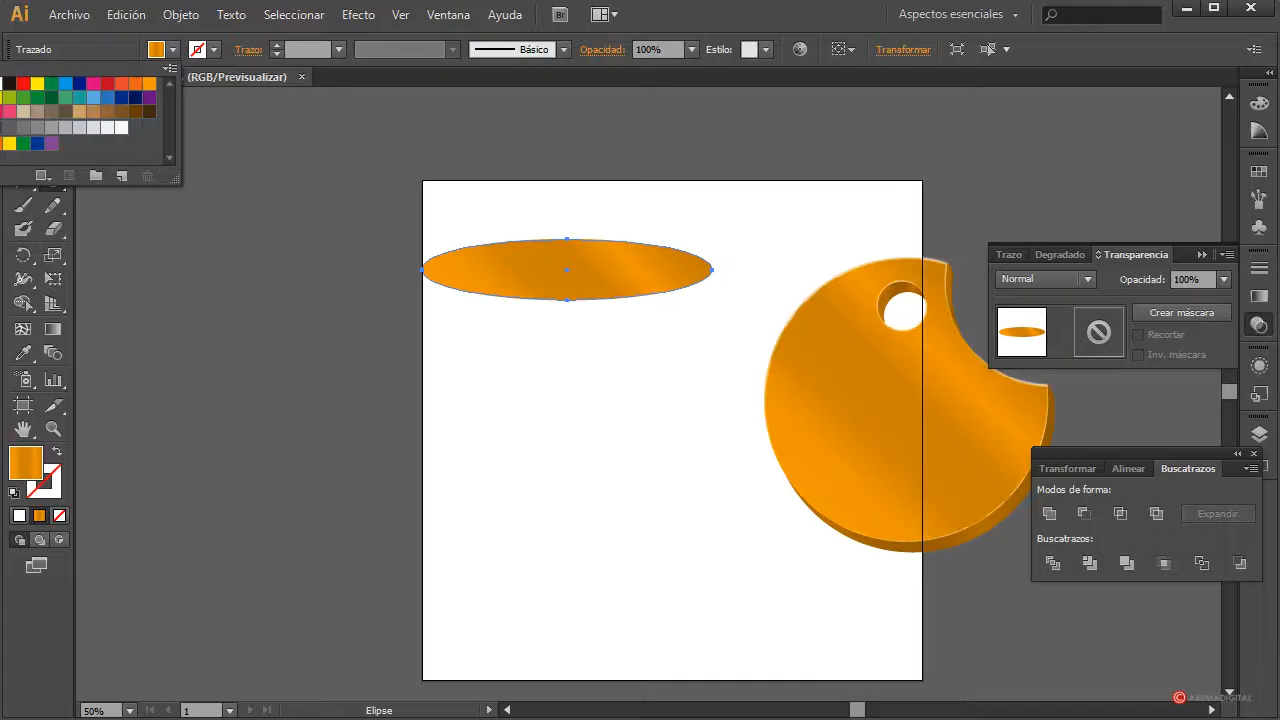 Ai Archivo Edición Objeto Texto Seleccionar Efecto Ver Ventana Ayuda Br Aspectos esenciales
Trazado Trazo: Básico Opacidad: 100% Estilo: Transformar
(RGB/Previsualizar) ×
Trazo Degradado Transparencia
Normal Opacidad: 100%
Crear máscara
Recortar
Inv. máscara
Transformar Alinear Buscatrazos
Modos de forma:
Expandir
Buscatrazos:
50% 1 Elipse